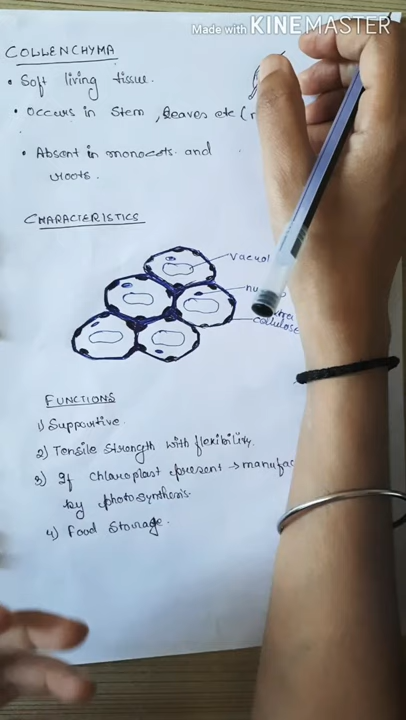 Made with KINEMASTER
COLLENCHYMA
• Soft living tissue.
• Occurs in Stem, Leaves etc (
• Absent in monocots and
roots.
CHARACTERISTICS
Vacuol
nu
cellulose
FUNCTIONS
1) Supportive.
2) Tensile Strength with flexibility.
3) If chloroplast present → manufac
by photosynthesis.
4) Food Storage.